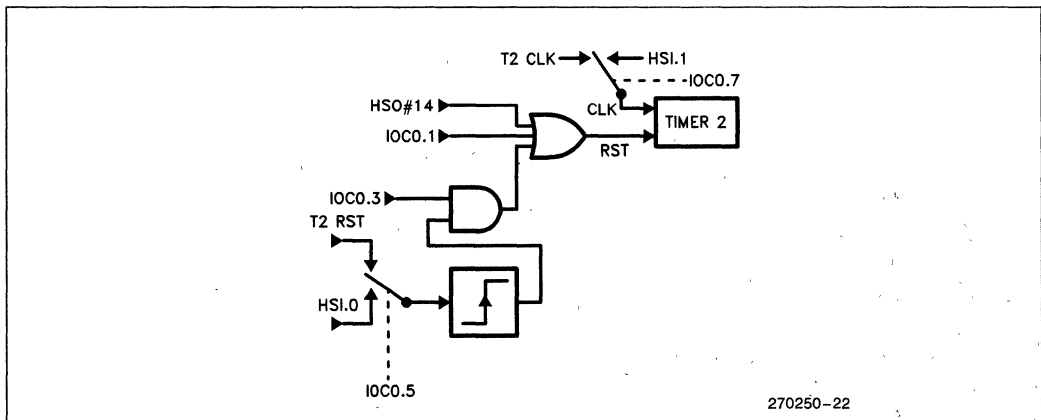 T2 CLK HSI.1
IOC0.7
HSO#14
CLK
TIMER 2
IOC0.1
RST
IOC0.3
T2 RST
HSI.0
IOC0.5
270250-22